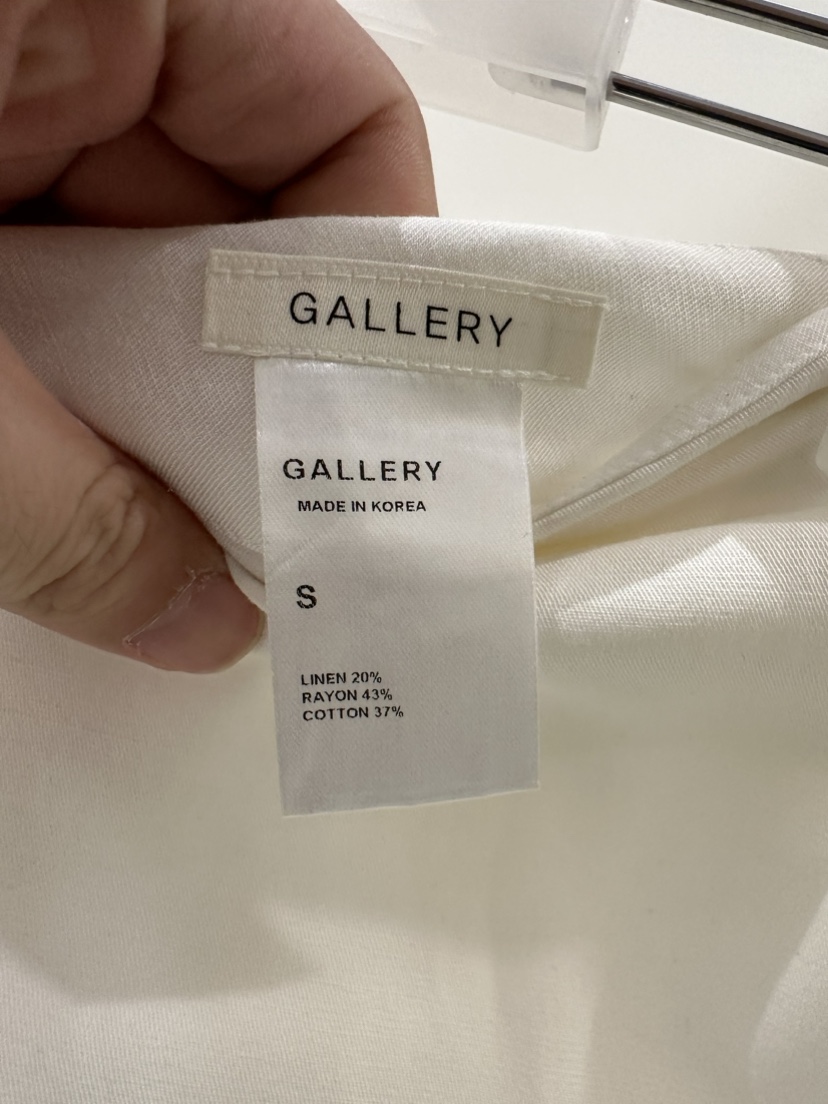 GALLERY
GALLERY
MADE IN KOREA
S
LINEN 20%
RAYON 43%
COTTON 37%